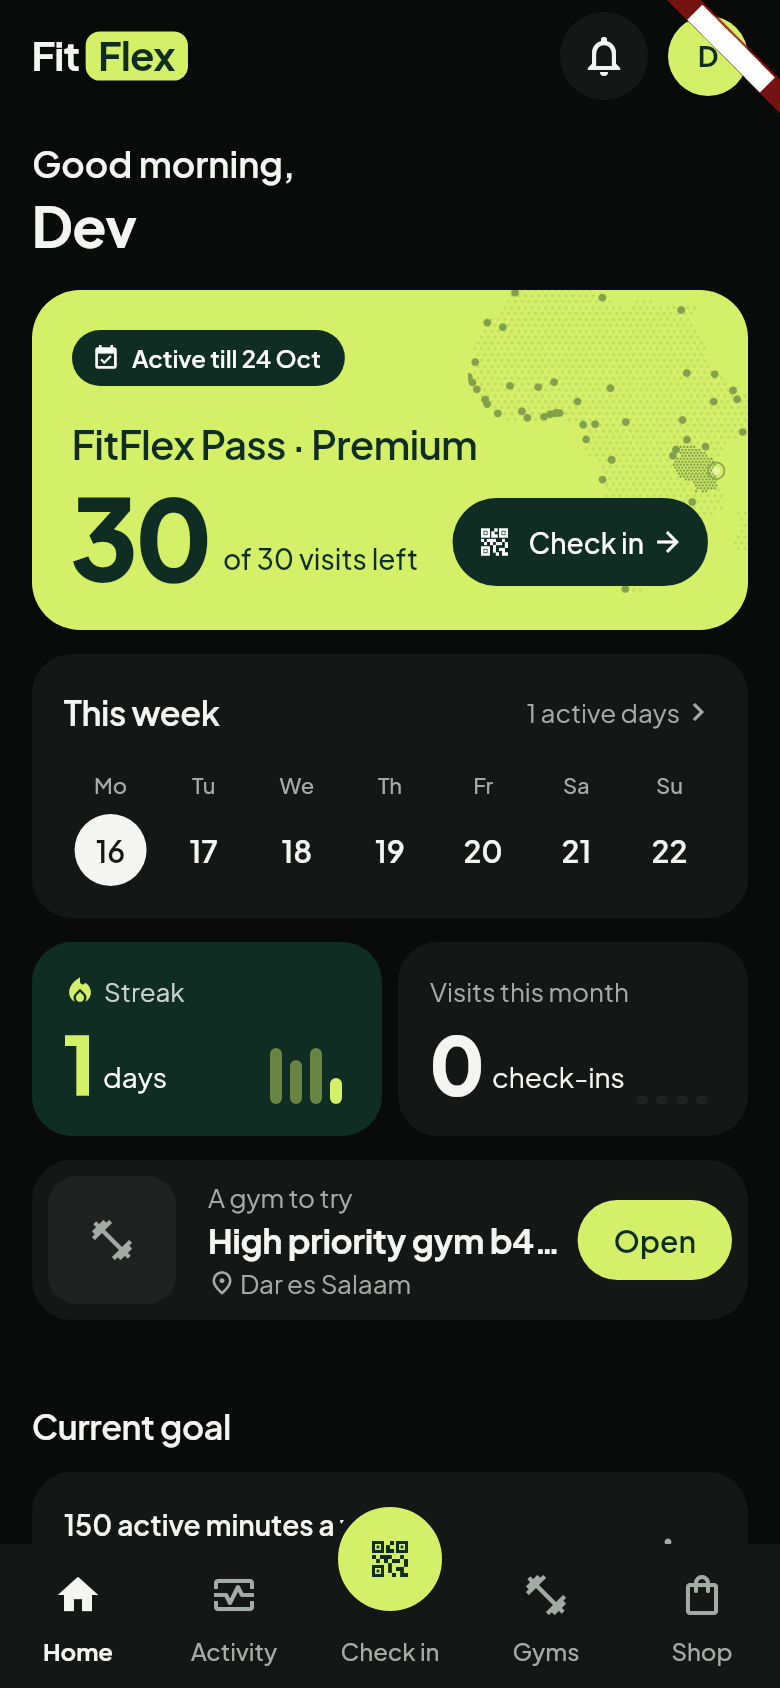 Fit Flex
D
Good morning,
Dev
Active till 24 Oct
FitFlex Pass · Premium
30 of 30 visits left
Check in
This week
1 active days
Mo Tu We Th Fr Sa Su
16 17 18 19 20 21 22
Streak
1 days
Visits this month
0 check-ins
A gym to try
High priority gym b4...
Dar es Salaam
Open
Current goal
150 active minutes a
Home
Activity
Check in
Gyms
Shop